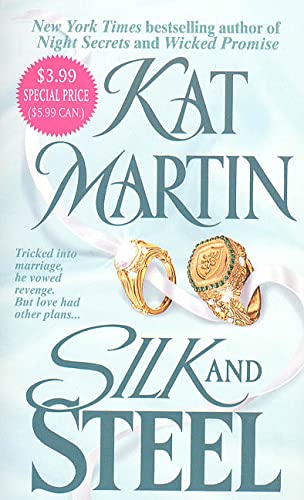 New York Times bestselling author of
Night Secrets and Wicked Promise
$3.99
SPECIAL PRICE
($5.99 CAN.)
KAT
MARTIN
Tricked into
marriage,
he vowed
revenge.
But love had
other plans...
SILK AND
STEEL